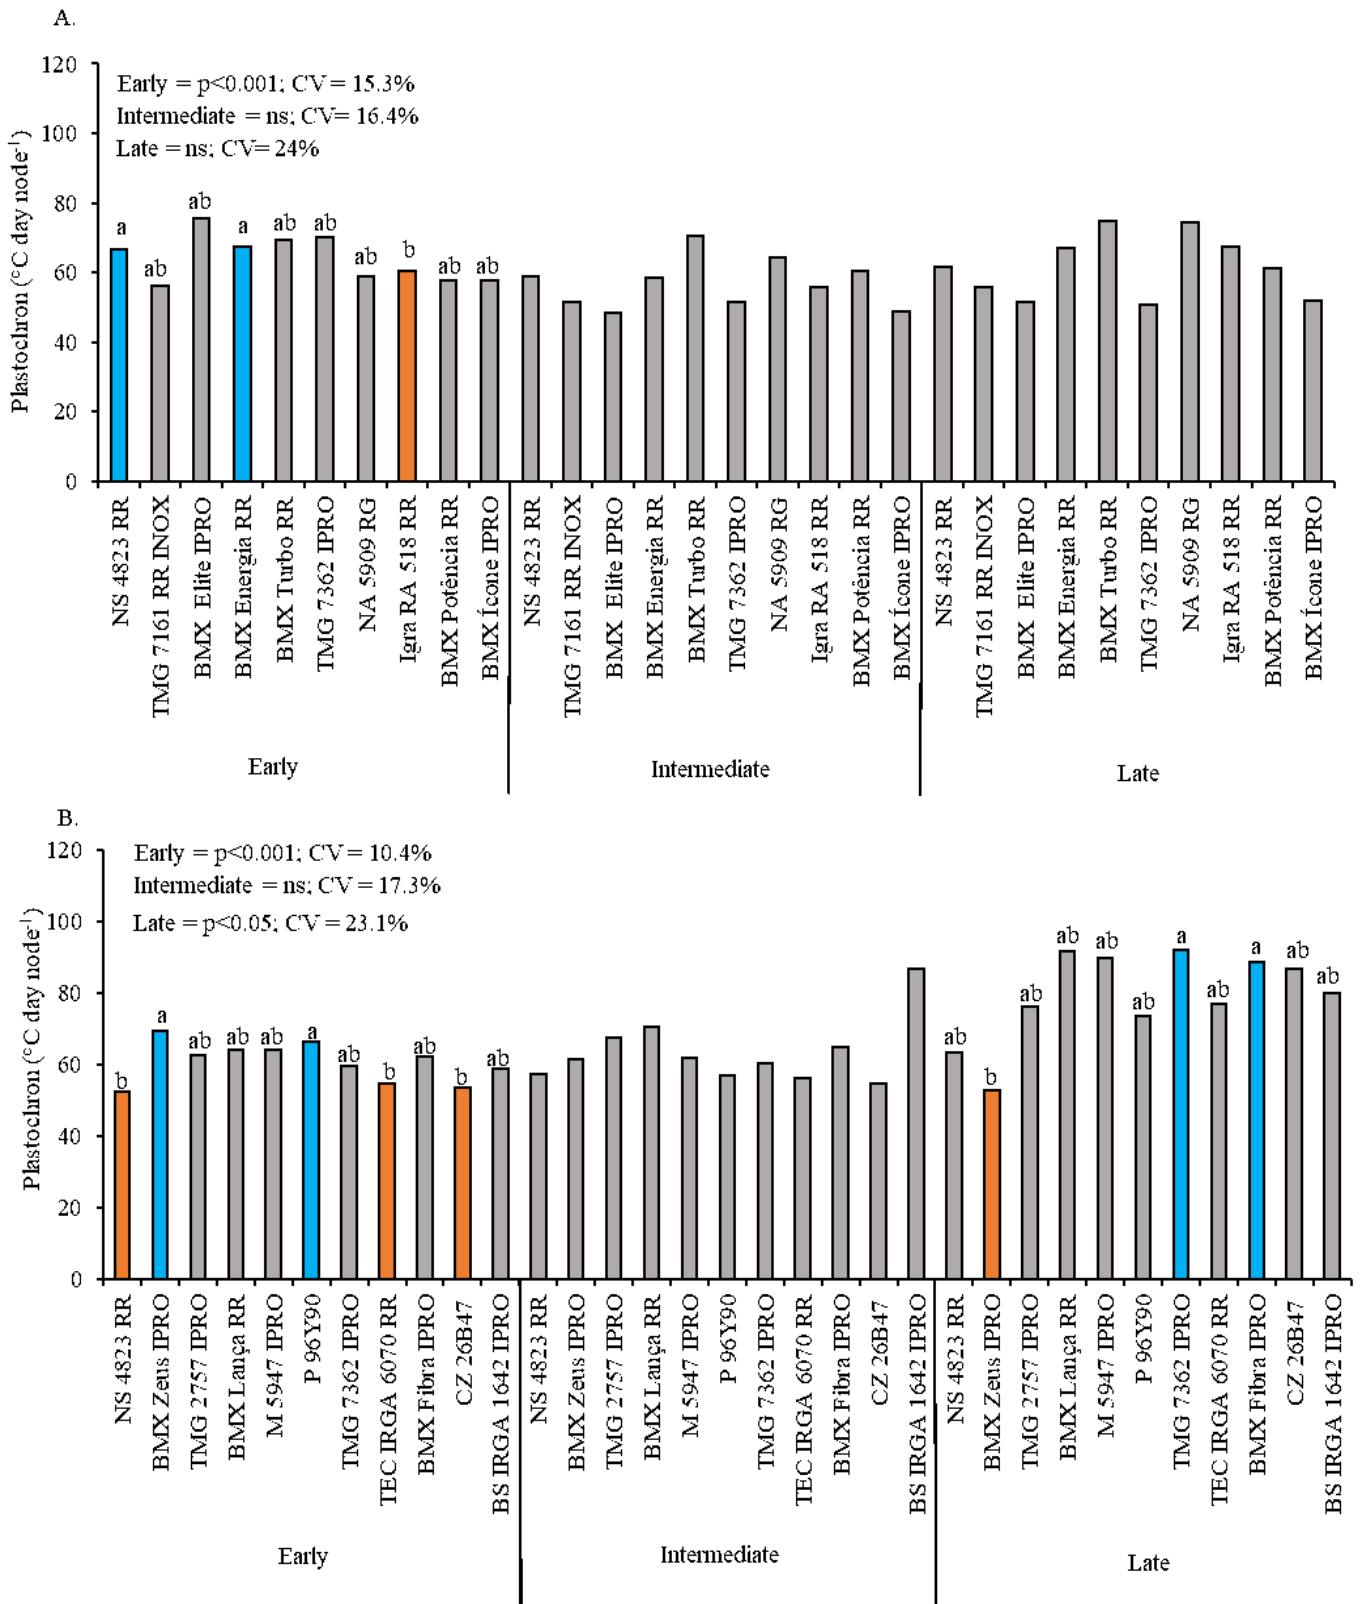 A.
Plastochron (°C day node⁻¹)
120
100
80
60
40
20
0
Early = p<0.001; CV = 15.3%
Intermediate = ns; CV= 16.4%
Late = ns; CV= 24%
a
ab
ab
a
ab
ab
ab
b
ab
ab
NS 4823 RR
TMG 7161 RR INOX
BMX Elite IPRO
BMX Energia RR
BMX Turbo RR
TMG 7362 IPRO
NA 5909 RG
Igra RA 518 RR
BMX Potência RR
BMX Ícone IPRO
NS 4823 RR
TMG 7161 RR INOX
BMX Elite IPRO
BMX Energia RR
BMX Turbo RR
TMG 7362 IPRO
NA 5909 RG
Igra RA 518 RR
BMX Potência RR
BMX Ícone IPRO
NS 4823 RR
TMG 7161 RR INOX
BMX Elite IPRO
BMX Energia RR
BMX Turbo RR
TMG 7362 IPRO
NA 5909 RG
Igra RA 518 RR
BMX Potência RR
BMX Ícone IPRO
Early
Intermediate
Late
B.
Plastochron (°C day node⁻¹)
120
100
80
60
40
20
0
Early = p<0.001; CV = 10.4%
Intermediate = ns; CV = 17.3%
Late = p<0.05; CV = 23.1%
b
a
ab
ab
ab
a
ab
b
ab
b
ab
ab
b
ab
ab
ab
ab
a
ab
a
ab
ab
NS 4823 RR
BMX Zeus IPRO
TMG 2757 IPRO
BMX Lança RR
M 5947 IPRO
P 96Y90
TMG 7362 IPRO
TEC IRGA 6070 RR
BMX Fibra IPRO
CZ 26B47
BS IRGA 1642 IPRO
NS 4823 RR
BMX Zeus IPRO
TMG 2757 IPRO
BMX Lança RR
M 5947 IPRO
P 96Y90
TMG 7362 IPRO
TEC IRGA 6070 RR
BMX Fibra IPRO
CZ 26B47
BS IRGA 1642 IPRO
NS 4823 RR
BMX Zeus IPRO
TMG 2757 IPRO
BMX Lança RR
M 5947 IPRO
P 96Y90
TMG 7362 IPRO
TEC IRGA 6070 RR
BMX Fibra IPRO
CZ 26B47
BS IRGA 1642 IPRO
Early
Intermediate
Late